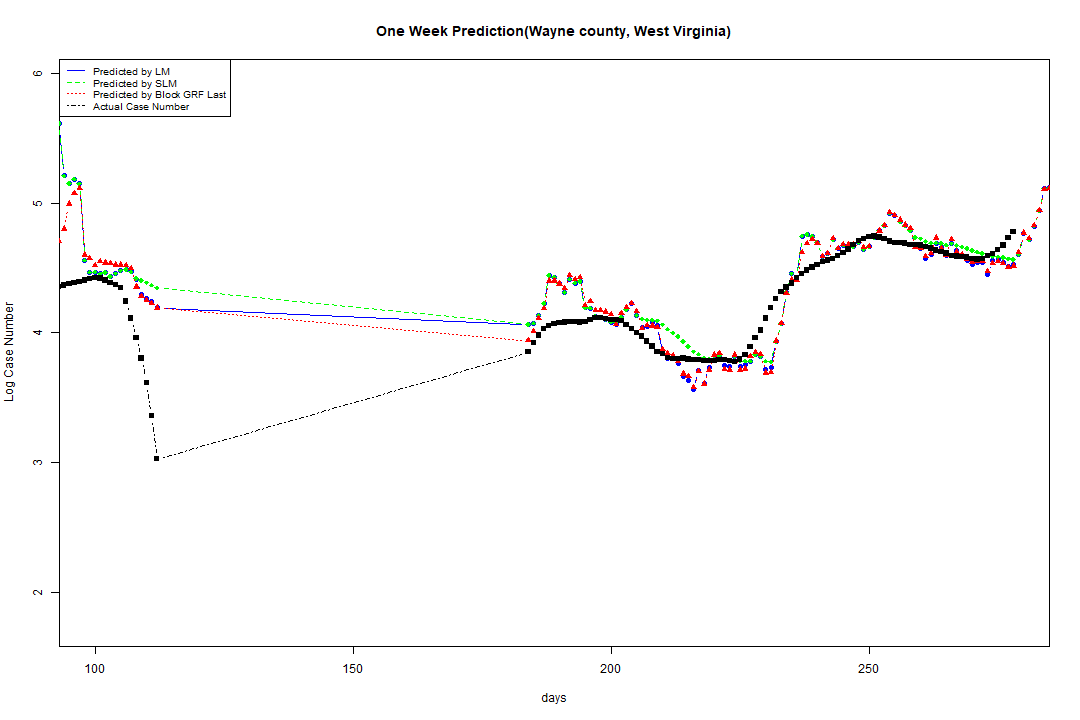 One Week Prediction(Wayne county, West Virginia)
Predicted by LM
Predicted by SLM
Predicted by Block GRF Last
Actual Case Number
Log Case Number
6
5
4
3
2
100 150 200 250
days